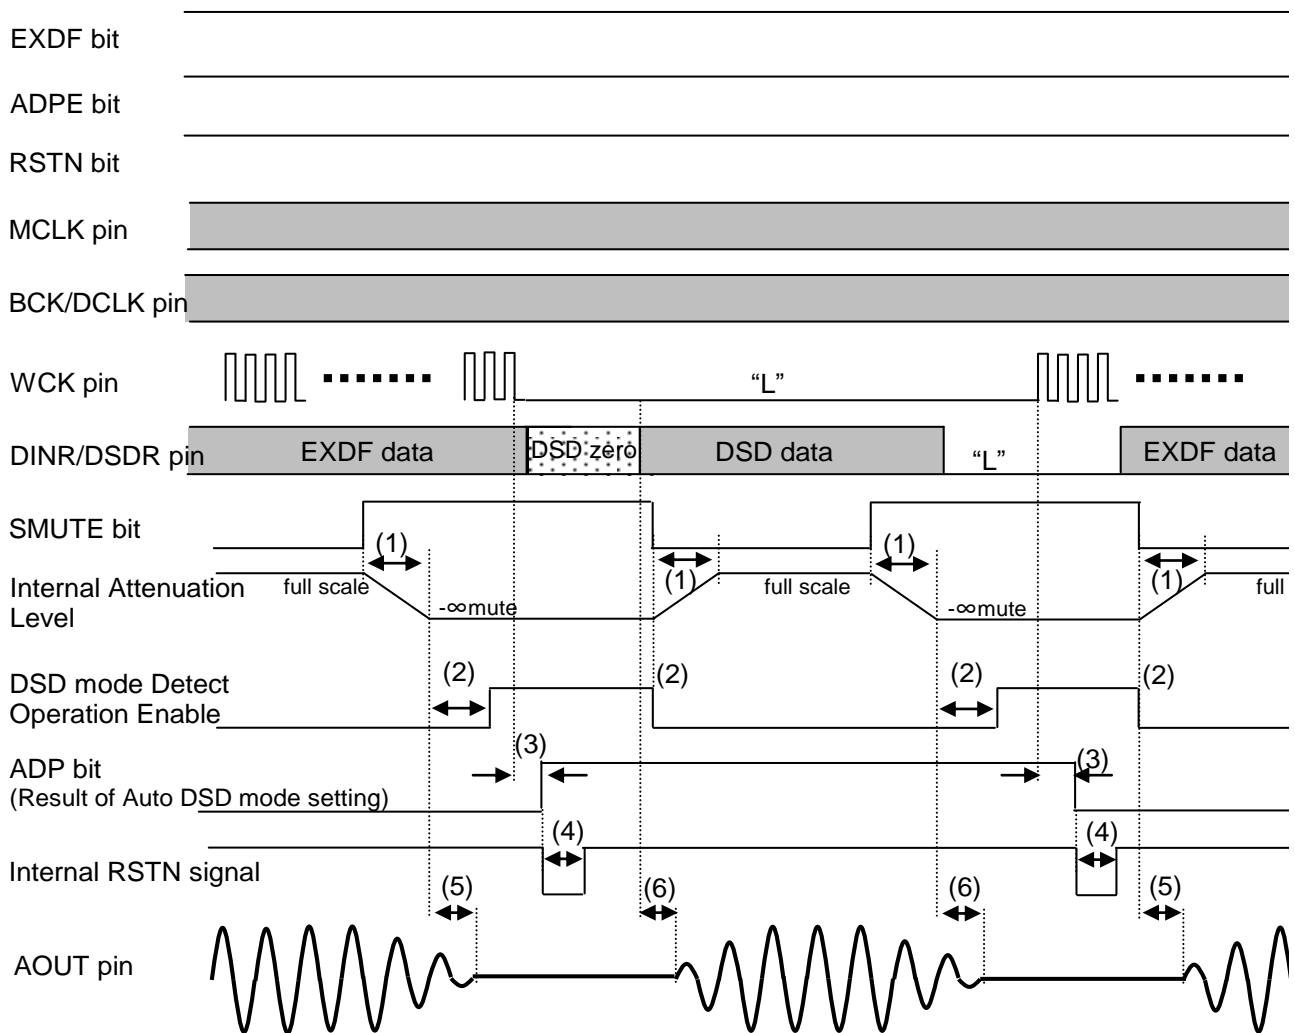 EXDF bit
ADPE bit
RSTN bit
MCLK pin
BCK/DCLK pin
WCK pin
“L”
DINR/DSDR pin
EXDF data
DSD zero
DSD data
“L”
EXDF data
SMUTE bit
(1)
(1)
(1)
(1)
Internal Attenuation
Level
full scale
-∞mute
full scale
-∞mute
full
DSD mode Detect
Operation Enable
(2)
(2)
(2)
(2)
ADP bit
(Result of Auto DSD mode setting)
(3)
(3)
Internal RSTN signal
(4)
(4)
(5)
(6)
(6)
(5)
AOUT pin